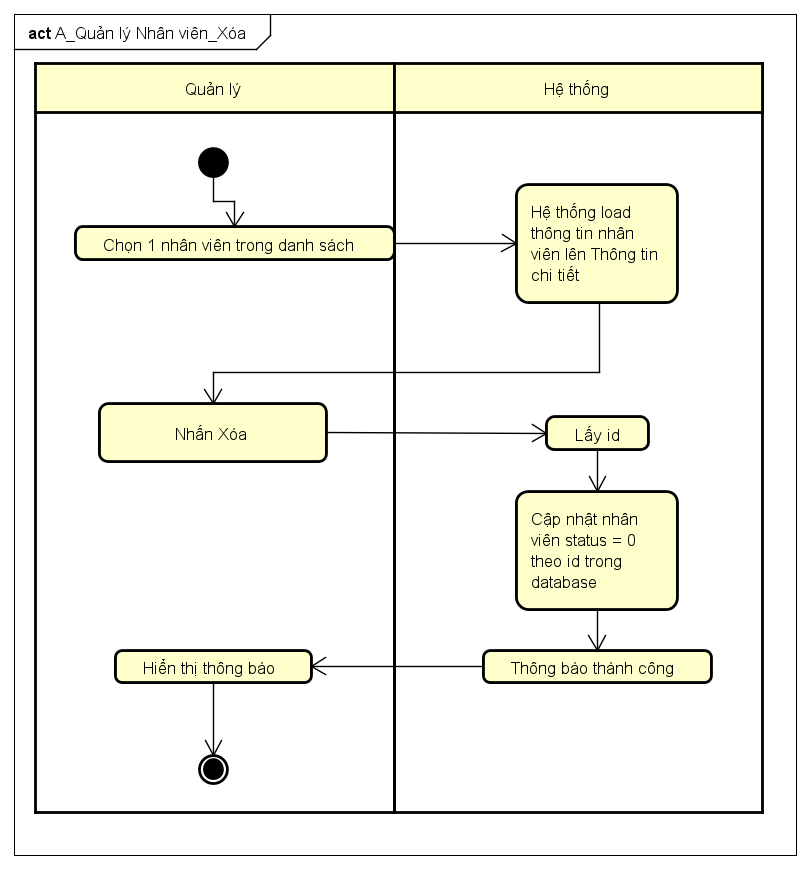 act A_Quản lý Nhân viên_Xóa
Quản lý
Hệ thống
Chọn 1 nhân viên trong danh sách
Hệ thống load
thông tin nhân
viên lên Thông tin
chi tiết
Nhấn Xóa
Lấy id
Cập nhật nhân
viên status = 0
theo id trong
database
Thông báo thành công
Hiển thị thông báo